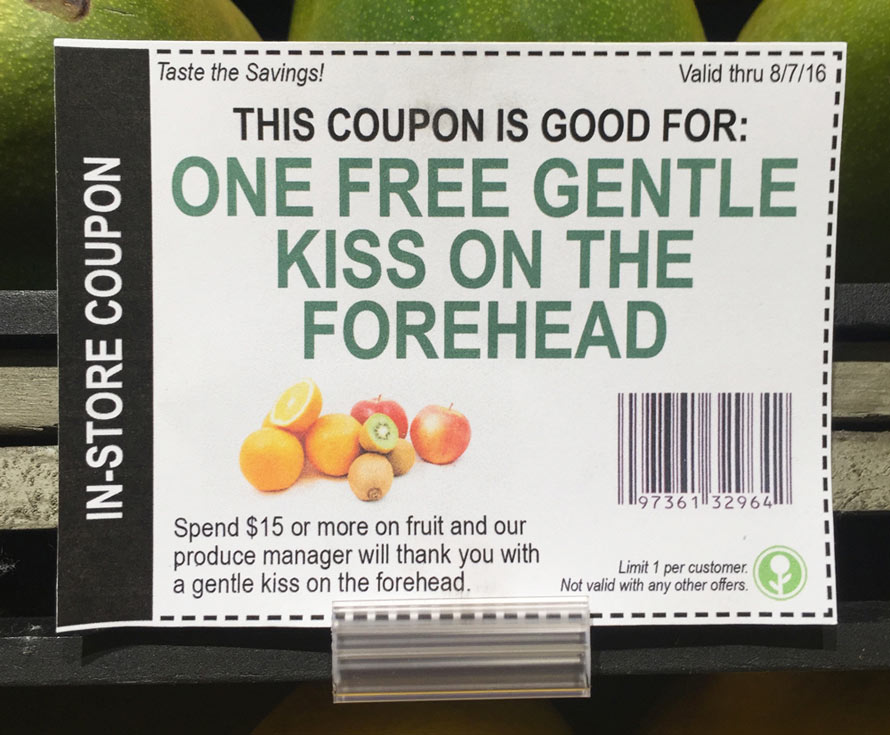 IN-STORE COUPON
Taste the Savings!
Valid thru 8/7/16
THIS COUPON IS GOOD FOR:
ONE FREE GENTLE
KISS ON THE
FOREHEAD
97361 32964
Spend $15 or more on fruit and our
produce manager will thank you with
a gentle kiss on the forehead.
Limit 1 per customer.
Not valid with any other offers.